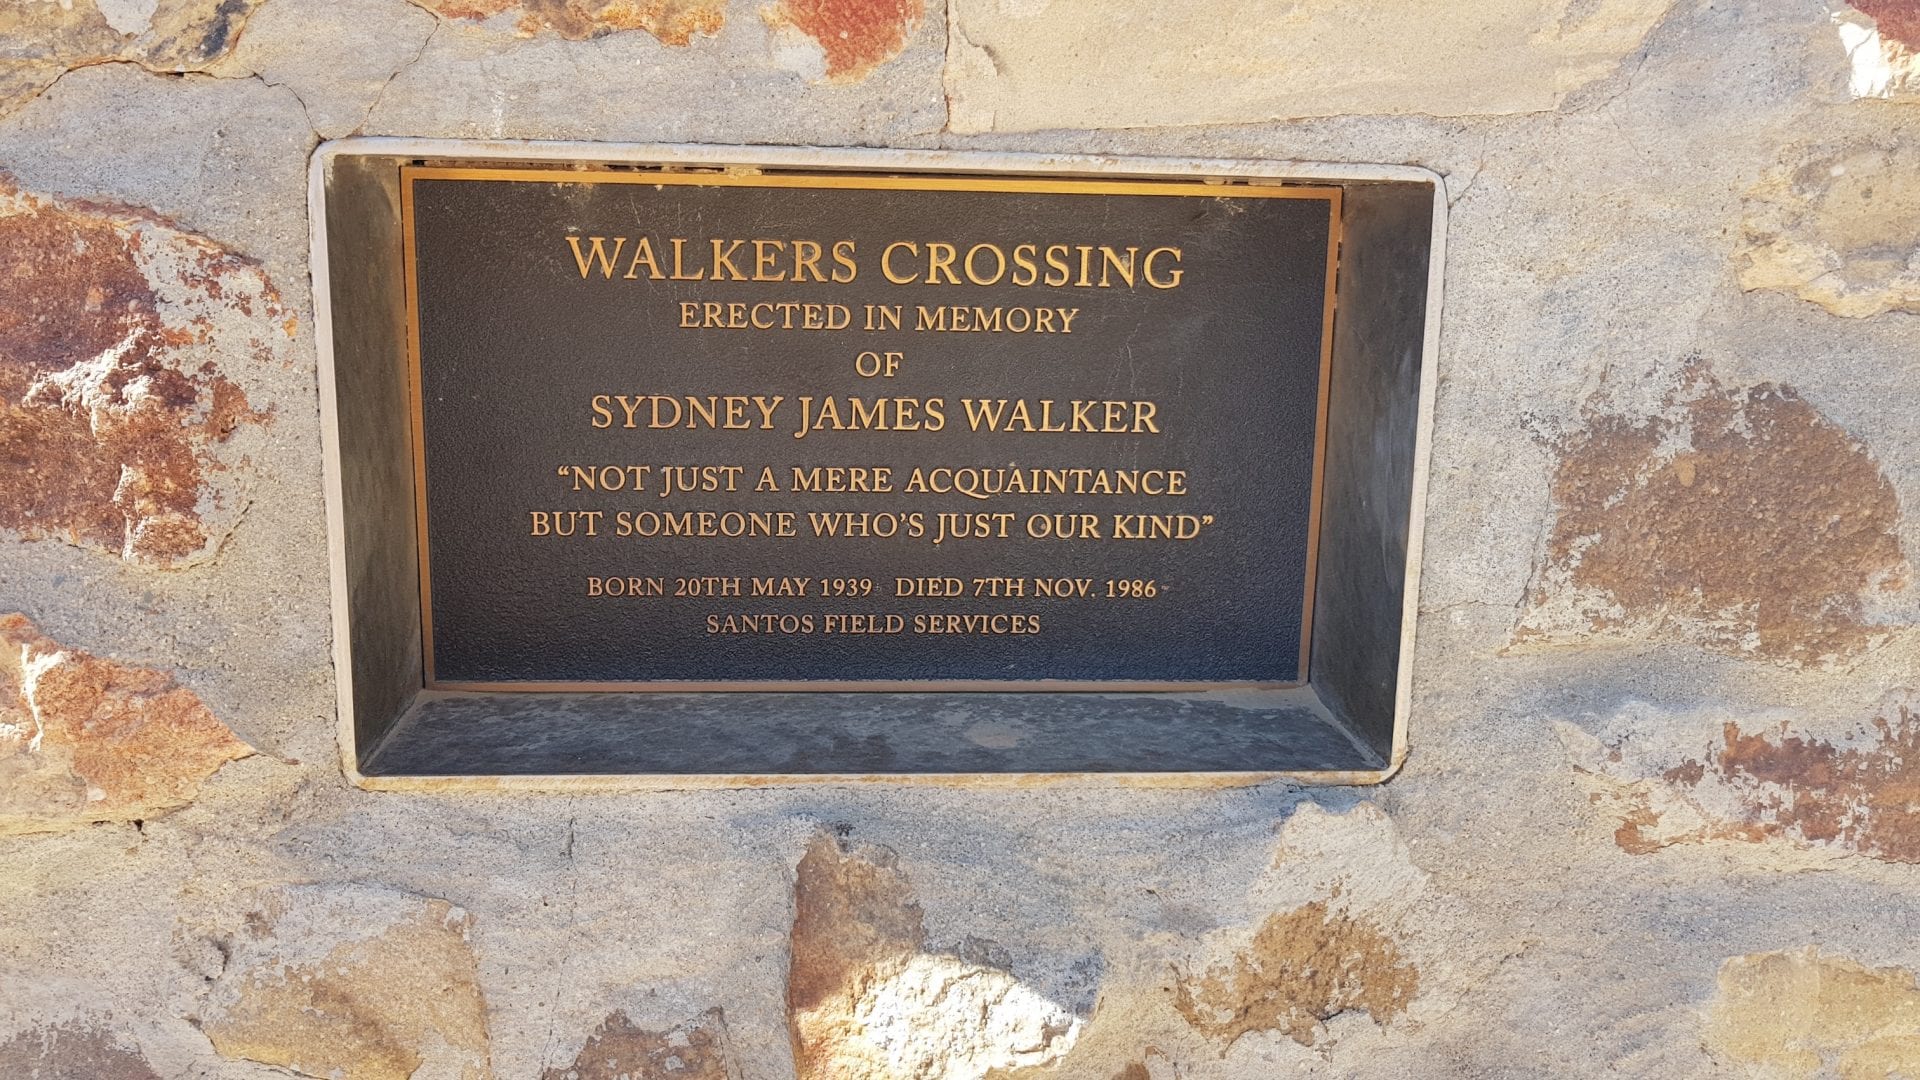 WALKERS CROSSING
ERECTED IN MEMORY
OF
SYDNEY JAMES WALKER
“NOT JUST A MERE ACQUAINTANCE
BUT SOMEONE WHO’S JUST OUR KIND”
BORN 20TH MAY 1939 DIED 7TH NOV. 1986
SANTOS FIELD SERVICES